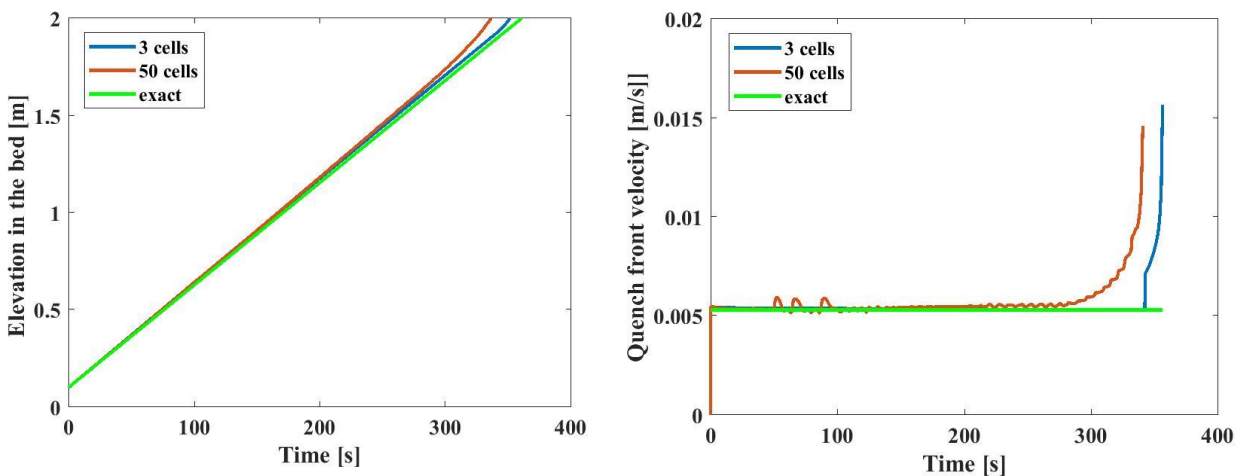 2
1.5
1
0.5
0
Elevation in the bed [m]
3 cells
50 cells
exact
0
100
200
300
400
Time [s]
0.02
0.015
0.01
0.005
0
Quench front velocity [m/s]]
3 cells
50 cells
exact
0
100
200
300
400
Time [s]